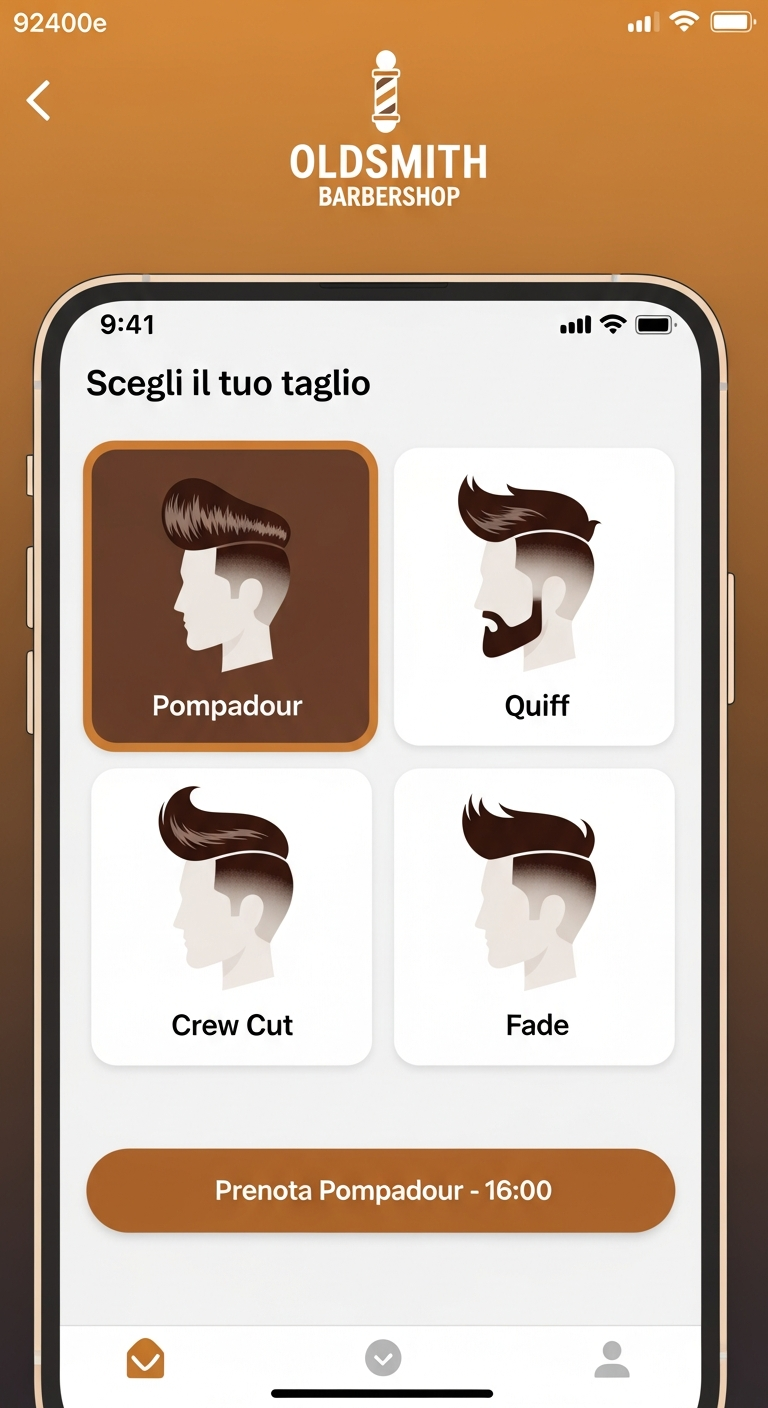 92400e
OLDSMITH
BARBERSHOP
9:41
Scegli il tuo taglio
Pompadour
Quiff
Crew Cut
Fade
Prenota Pompadour - 16:00